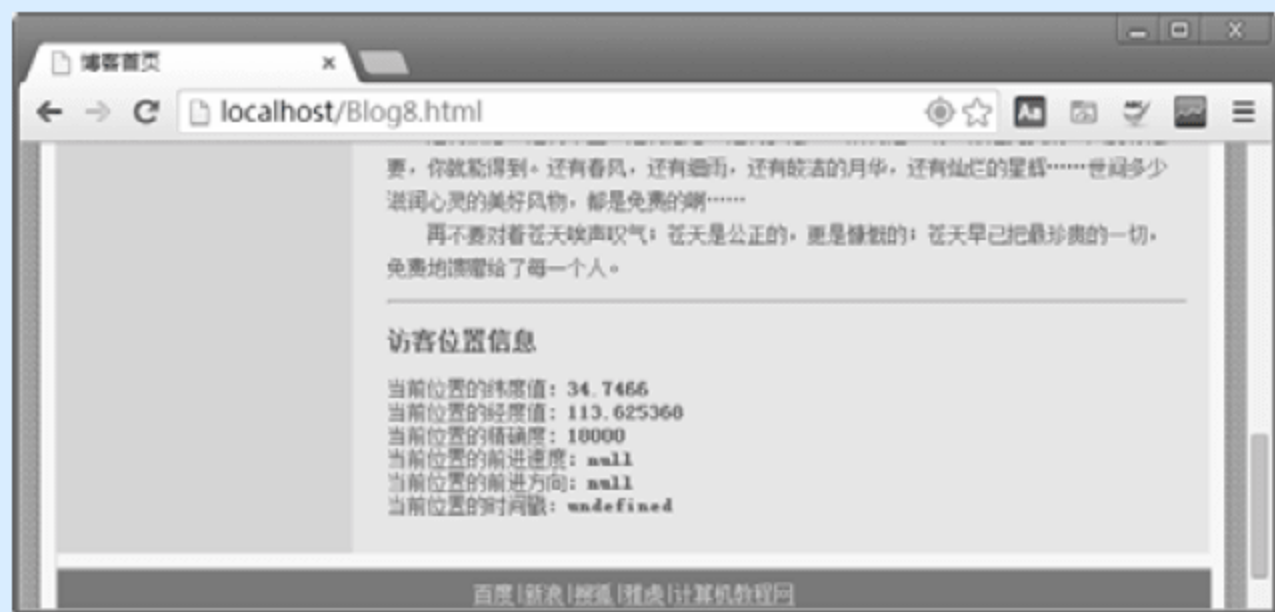 博客首页
localhost/Blog8.html
要，你就能得到。还有春风，还有细雨，还有皎洁的月华，还有灿烂的星辉……世间多少
滋润心灵的美好风物，都是免费的啊……
再不要对着苍天唉声叹气；苍天是公正的，更是慷慨的；苍天早已把最珍贵的一切，
免费地馈赠给了每一个人。
访客位置信息
当前位置的纬度值：34.7466
当前位置的经度值：113.625368
当前位置的精确度：18000
当前位置的前进速度：null
当前位置的前进方向：null
当前位置的时间戳：undefined
百度|新浪|搜狐|雅虎|计算机教程网